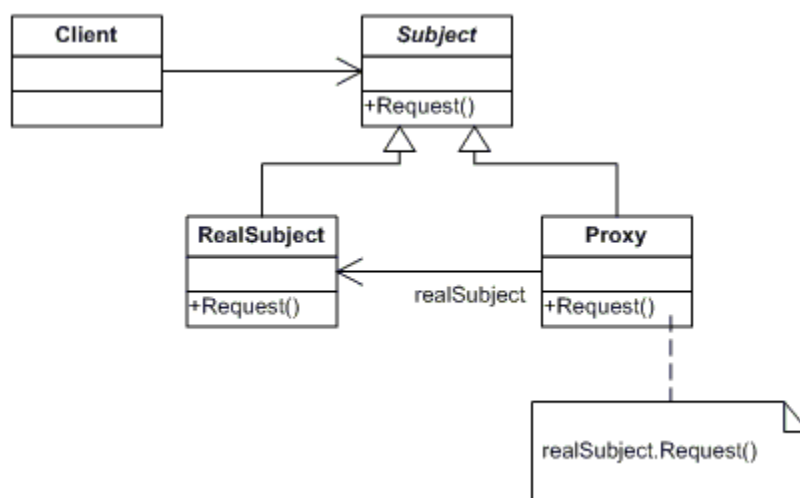 Client
Subject
+Request()
RealSubject
+Request()
realSubject
Proxy
+Request()
realSubject.Request()